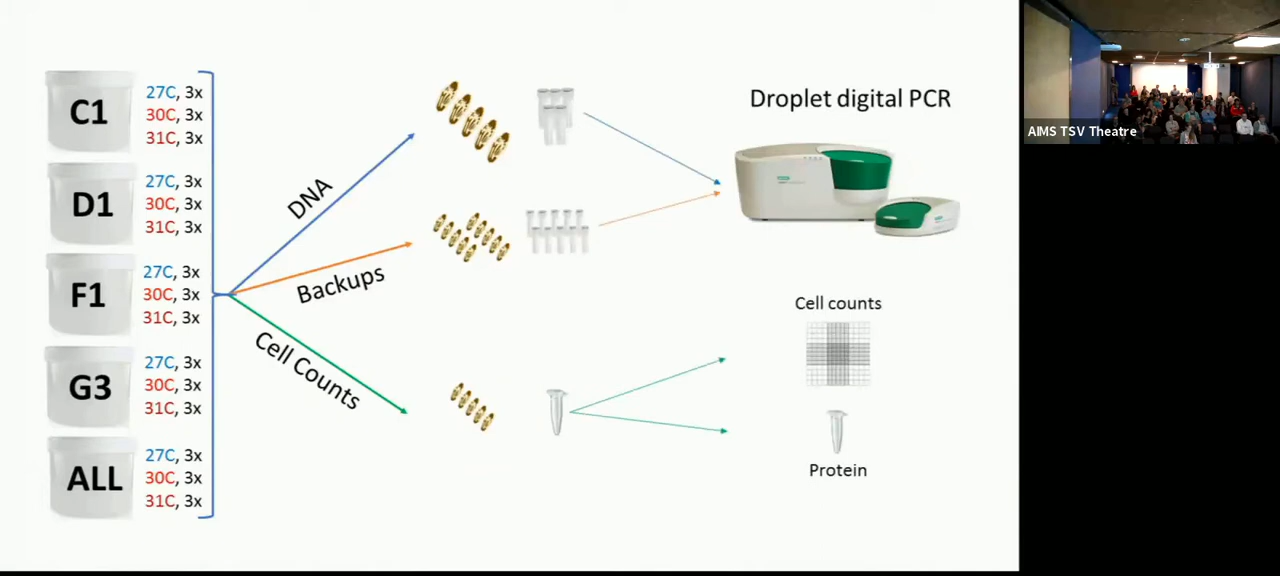 C1
27C, 3x
30C, 3x
31C, 3x
D1
27C, 3x
30C, 3x
31C, 3x
F1
27C, 3x
30C, 3x
31C, 3x
G3
27C, 3x
30C, 3x
31C, 3x
ALL
27C, 3x
30C, 3x
31C, 3x
DNA
Backups
Cell Counts
Droplet digital PCR
Cell counts
Protein
AIMS TSV Theatre